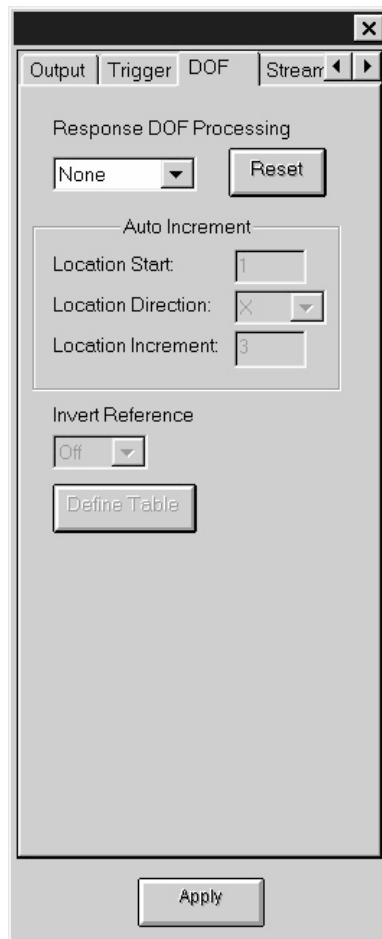 Output Trigger DOF Stream
Response DOF Processing
None Reset
Auto Increment
Location Start: 1
Location Direction: X
Location Increment: 3
Invert Reference
Off
Define Table
Apply